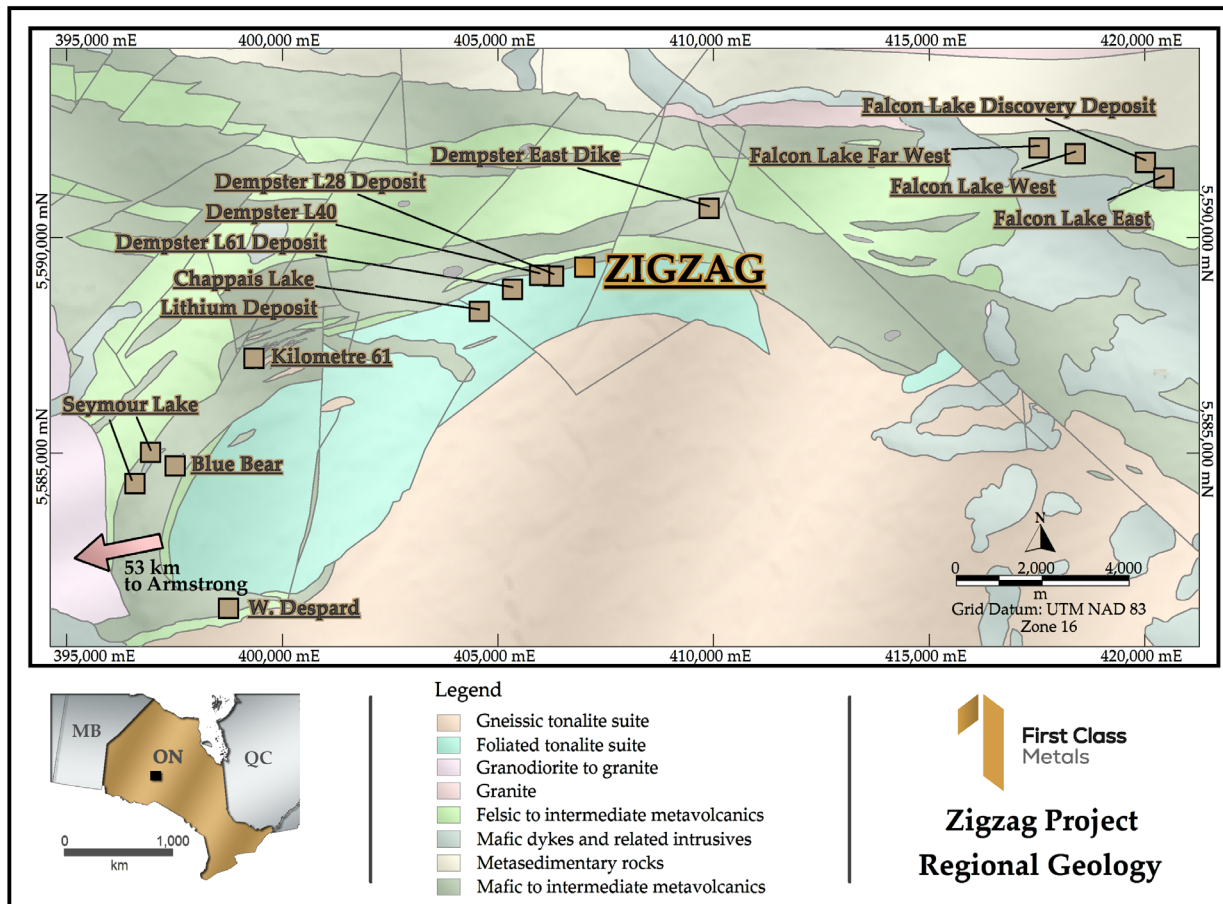 395,000 mE
400,000 mE
405,000 mE
410,000 mE
415,000 mE
420,000 mE
Falcon Lake Discovery Deposit
Dempster East Dike
Falcon Lake Far West
Dempster L28 Deposit
Falcon Lake West
Dempster L40
Falcon Lake East
Dempster L61 Deposit
5,590,000 mN
5,590,000 mN
ZIGZAG
Chappais Lake
Lithium Deposit
Kilometre 61
Seymour Lake
Blue Bear
5,585,000 mN
5,585,000 mN
53 km
to Armstrong
W. Despard
N
0 2,000 4,000
m
Grid Datum: UTM NAD 83
Zone 16
395,000 mE
400,000 mE
405,000 mE
410,000 mE
415,000 mE
420,000 mE
MB
ON
QC
0 1,000
km
Legend
Gneissic tonalite suite
Foliated tonalite suite
Granodiorite to granite
Granite
Felsic to intermediate metavolcanics
Mafic dykes and related intrusives
Metasedimentary rocks
Mafic to intermediate metavolcanics
First Class
Metals
Zigzag Project
Regional Geology